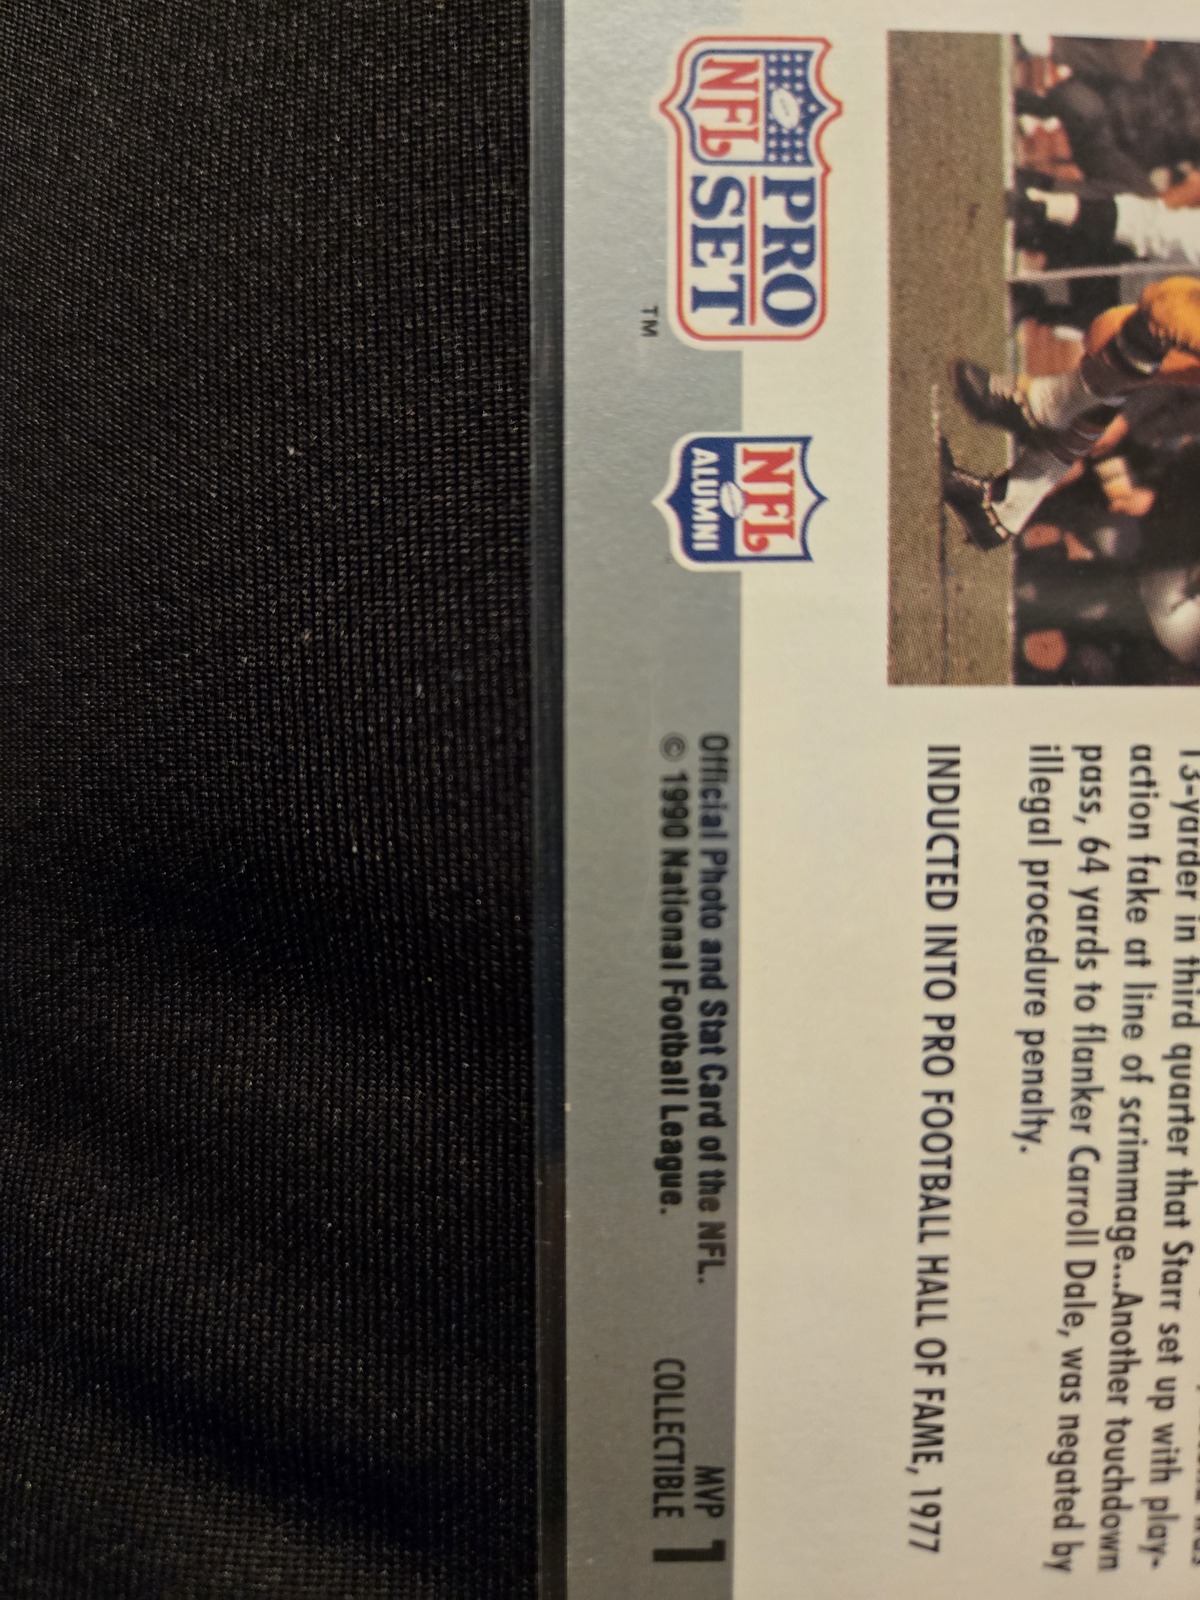 13-yarder in third quarter that Starr set up with play-
action fake at line of scrimmage...Another touchdown
pass, 64 yards to flanker Carroll Dale, was negated by
illegal procedure penalty.
INDUCTED INTO PRO FOOTBALL HALL OF FAME, 1977
NFL PRO SET TM
NFL ALUMNI
Official Photo and Stat Card of the NFL.
© 1990 National Football League.
MVP
COLLECTIBLE 1